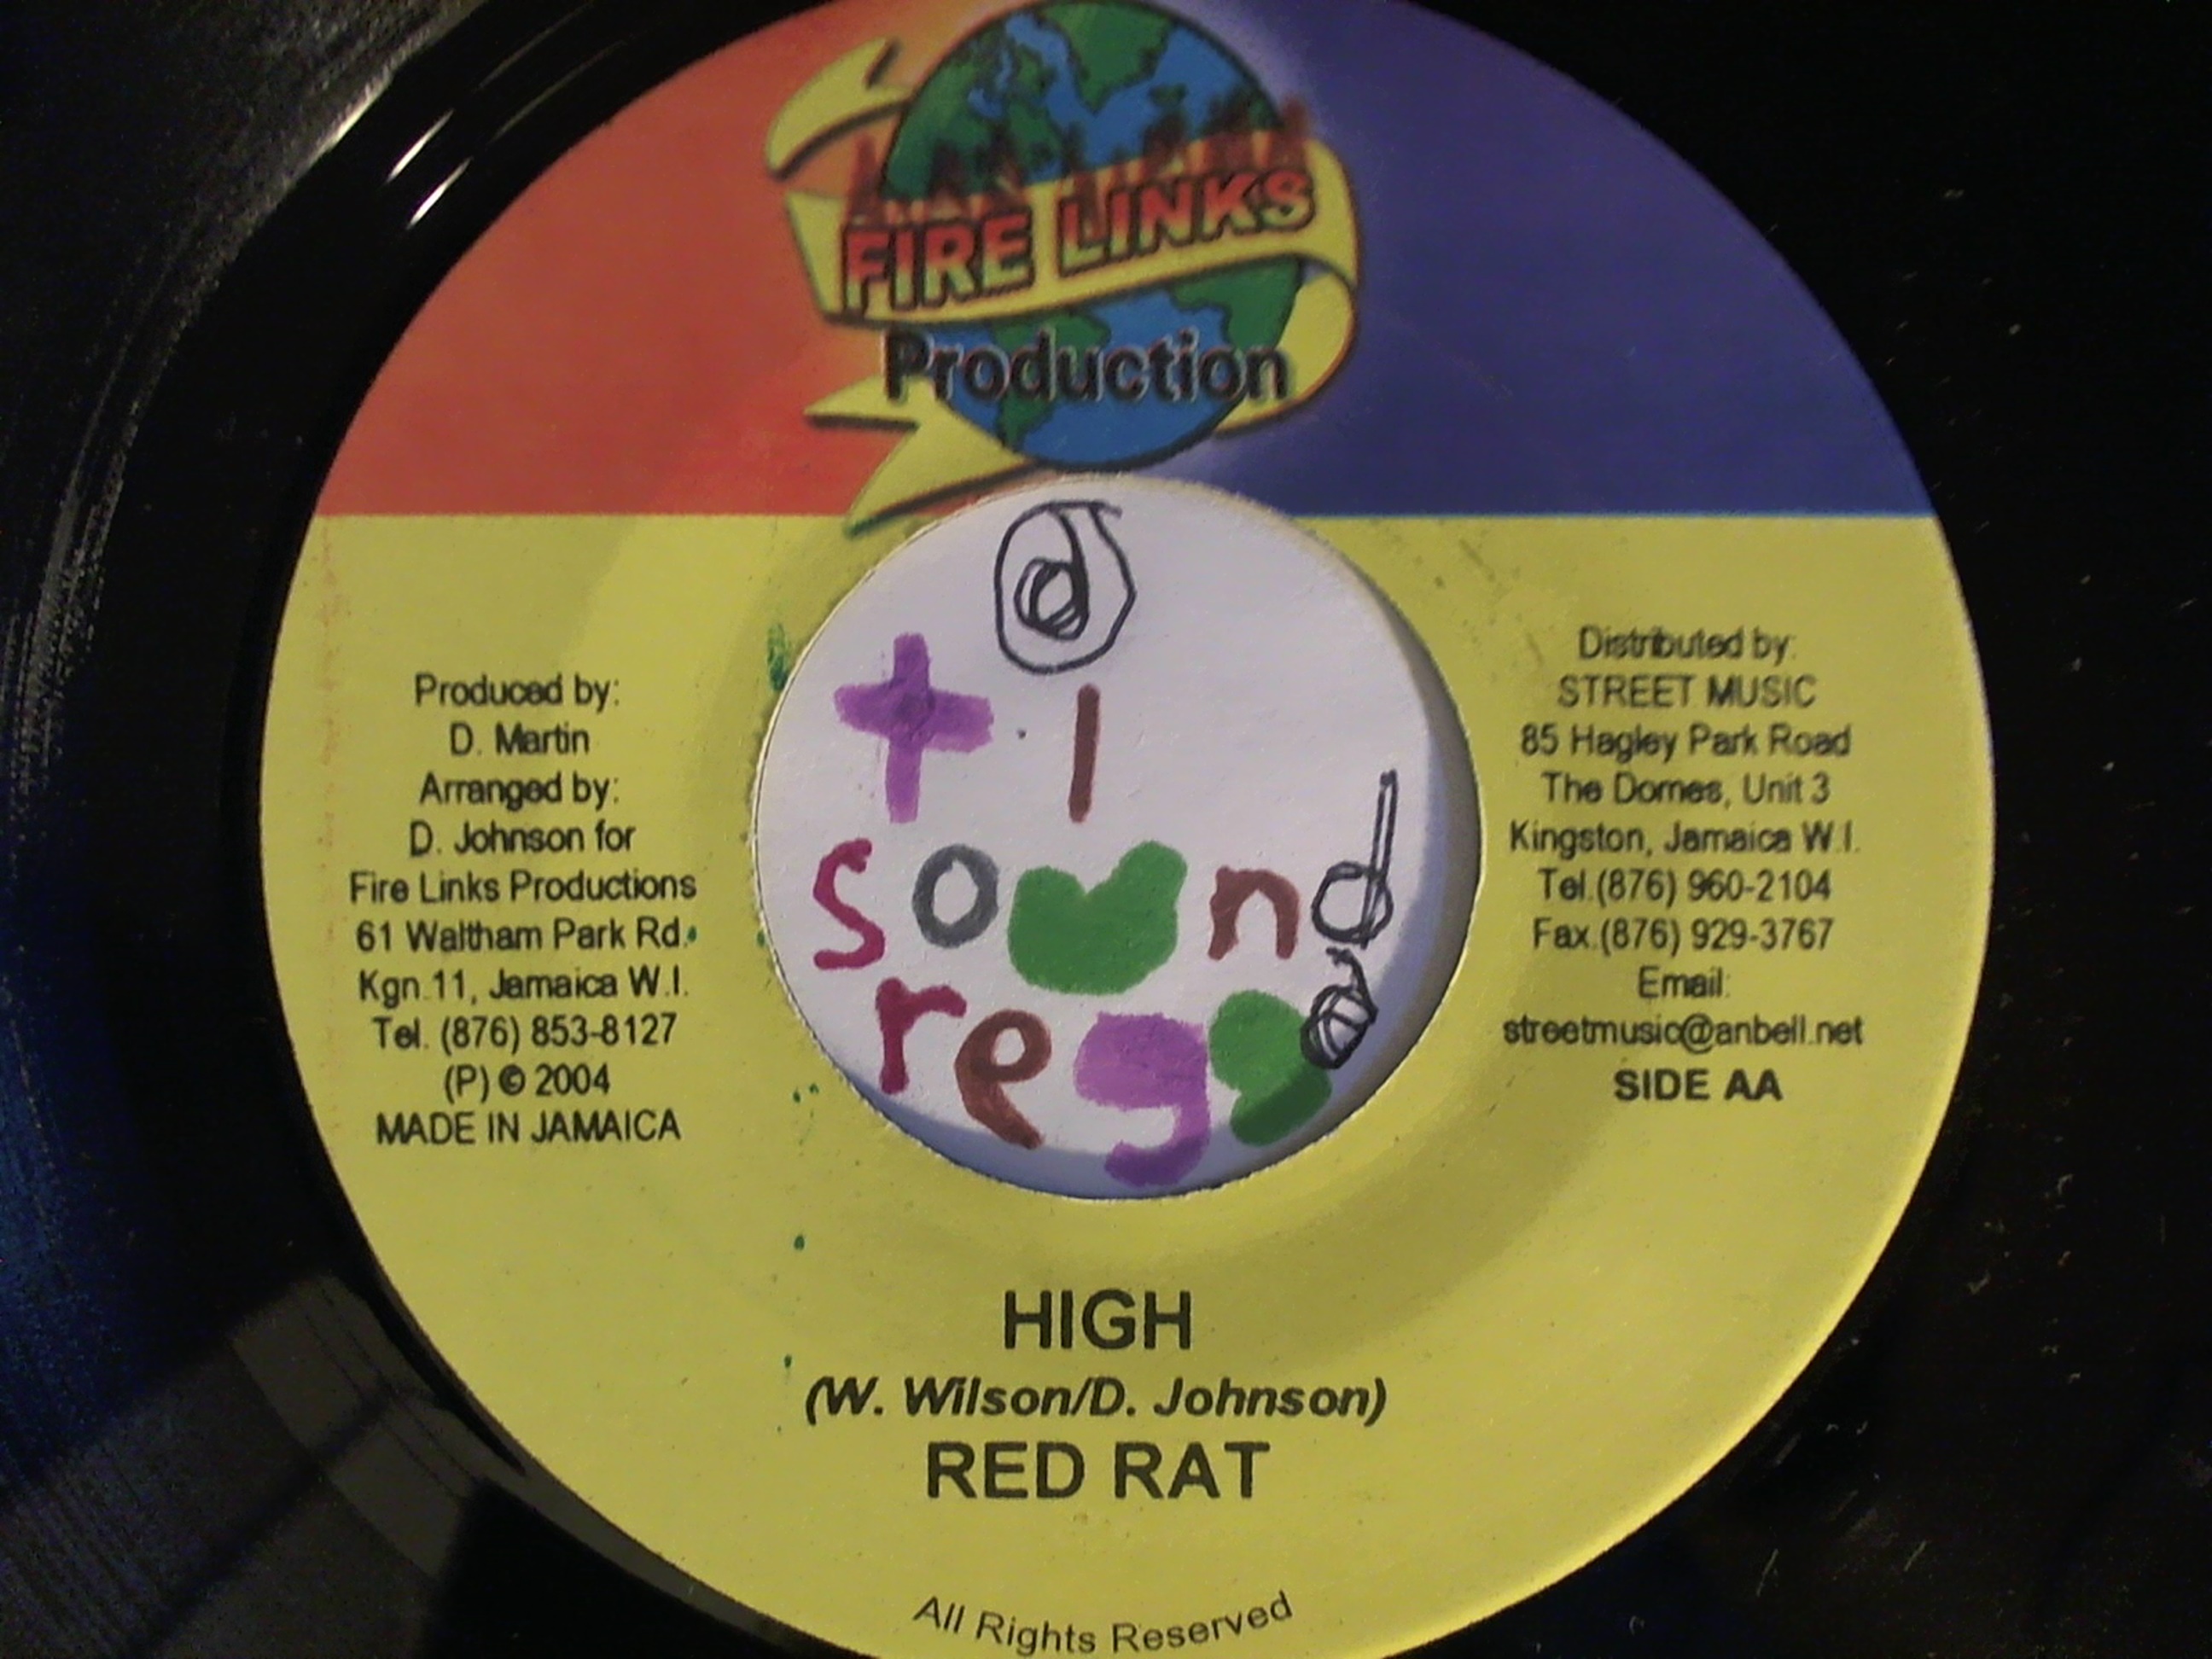 FIRE LINKS
Production
Produced by:
D. Martin
Arranged by:
D. Johnson for
Fire Links Productions
61 Waltham Park Rd.
Kgn.11, Jamaica W.I.
Tel. (876) 853-8127
(P) © 2004
MADE IN JAMAICA
d
t l
sound
rega
Distributed by:
STREET MUSIC
85 Hagley Park Road
The Domes, Unit 3
Kingston, Jamaica W.I.
Tel.(876) 960-2104
Fax.(876) 929-3767
Email:
streetmusic@anbell.net
SIDE AA
HIGH
(W. Wilson/D. Johnson)
RED RAT
All Rights Reserved